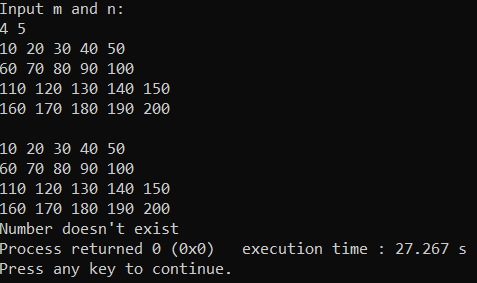 Input m and n:
4 5
10 20 30 40 50
60 70 80 90 100
110 120 130 140 150
160 170 180 190 200

10 20 30 40 50
60 70 80 90 100
110 120 130 140 150
160 170 180 190 200
Number doesn't exist
Process returned 0 (0x0)   execution time : 27.267 s
Press any key to continue.